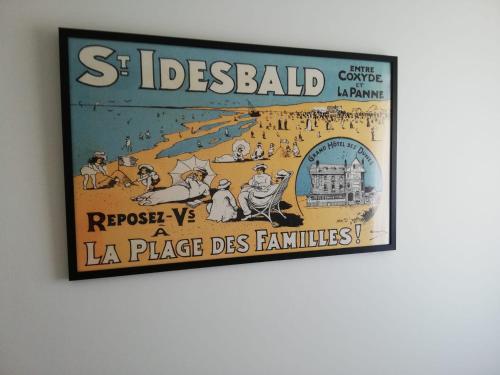 ST. IDESBALD
ENTRE
COXYDE
ET
LA PANNE
GRAND HÔTEL DES DUNES
REPOSEZ-VS
À
LA PLAGE DES FAMILLES!